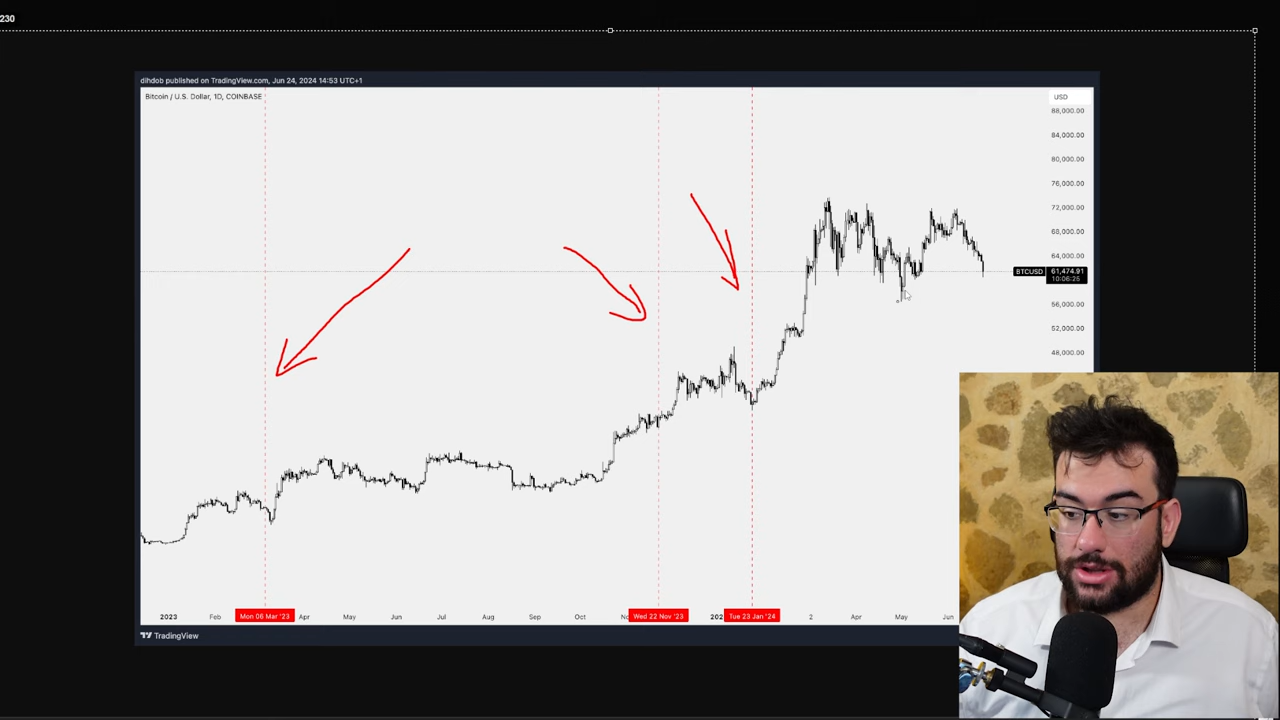 230
dihdob published on TradingView.com, Jun 24, 2024 14:53 UTC+1
Bitcoin / U.S. Dollar, 1D, COINBASE
USD
88,000.00
84,000.00
80,000.00
76,000.00
72,000.00
68,000.00
64,000.00
BTCUSD 61,474.91
10:06:25
56,000.00
52,000.00
48,000.00
2023 Feb Mon 06 Mar '23 Apr May Jun Jul Aug Sep Oct Wed 22 Nov '23 Tue 23 Jan '24 2 Apr May Jun
TradingView